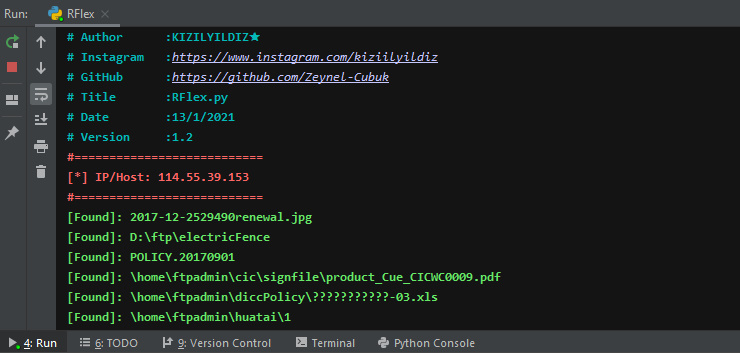 Run: RFlex ×
# Author :KIZILYILDIZ★
# Instagram :https://www.instagram.com/kiziilyildiz
# GitHub :https://github.com/Zeynel-Cubuk
# Title :RFlex.py
# Date :13/1/2021
# Version :1.2
#===========================
[*] IP/Host: 114.55.39.153
#===========================
[Found]: 2017-12-2529490renewal.jpg
[Found]: D:\ftp\electricFence
[Found]: POLICY.20170901
[Found]: \home\ftpadmin\cic\signfile\product_Cue_CICWC0009.pdf
[Found]: \home\ftpadmin\diccPolicy\???????????-03.xls
[Found]: \home\ftpadmin\huatai\1
4: Run 6: TODO 9: Version Control Terminal Python Console